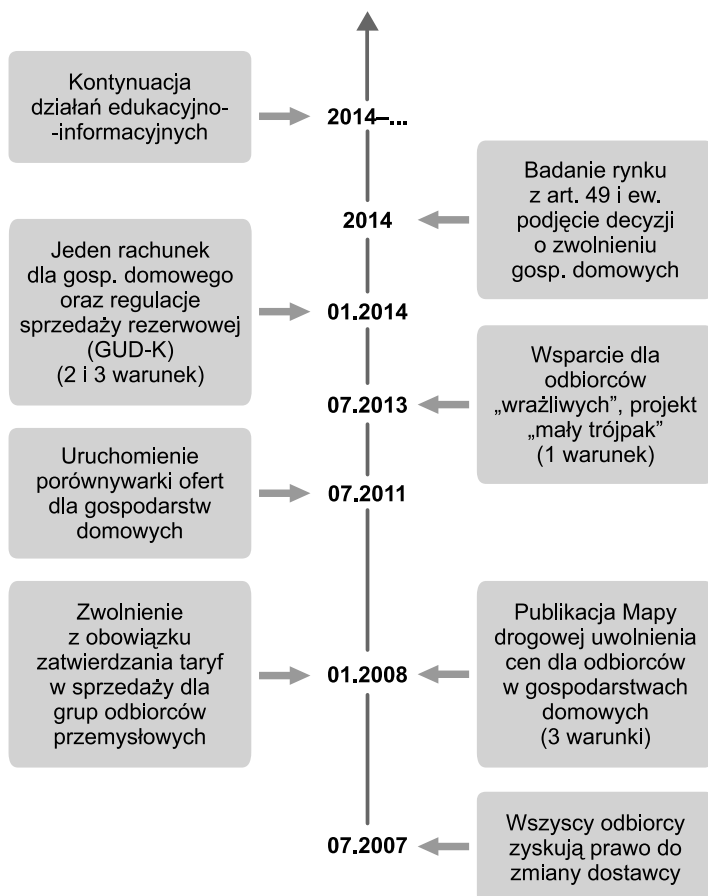 Kontynuacja
działań edukacyjno-
-informacyjnych
2014–...
Badanie rynku
z art. 49 i ew.
podjęcie decyzji
o zwolnieniu
gosp. domowych
2014
Jeden rachunek
dla gosp. domowego
oraz regulacje
sprzedaży rezerwowej
(GUD-K)
(2 i 3 warunek)
01.2014
Wsparcie dla
odbiorców
„wrażliwych”, projekt
„mały trójpak”
(1 warunek)
07.2013
Uruchomienie
porównywarki ofert
dla gospodarstw
domowych
07.2011
Zwolnienie
z obowiązku
zatwierdzania taryf
w sprzedaży dla
grup odbiorców
przemysłowych
01.2008
Publikacja Mapy
drogowej uwolnienia
cen dla odbiorców
w gospodarstwach
domowych
(3 warunki)
07.2007
Wszyscy odbiorcy
zyskują prawo do
zmiany dostawcy